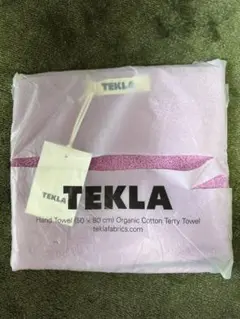 TEKLA
TEKLA
Hand Towel (50 × 80 cm) Organic Cotton Terry Towel
teklafabrics.com